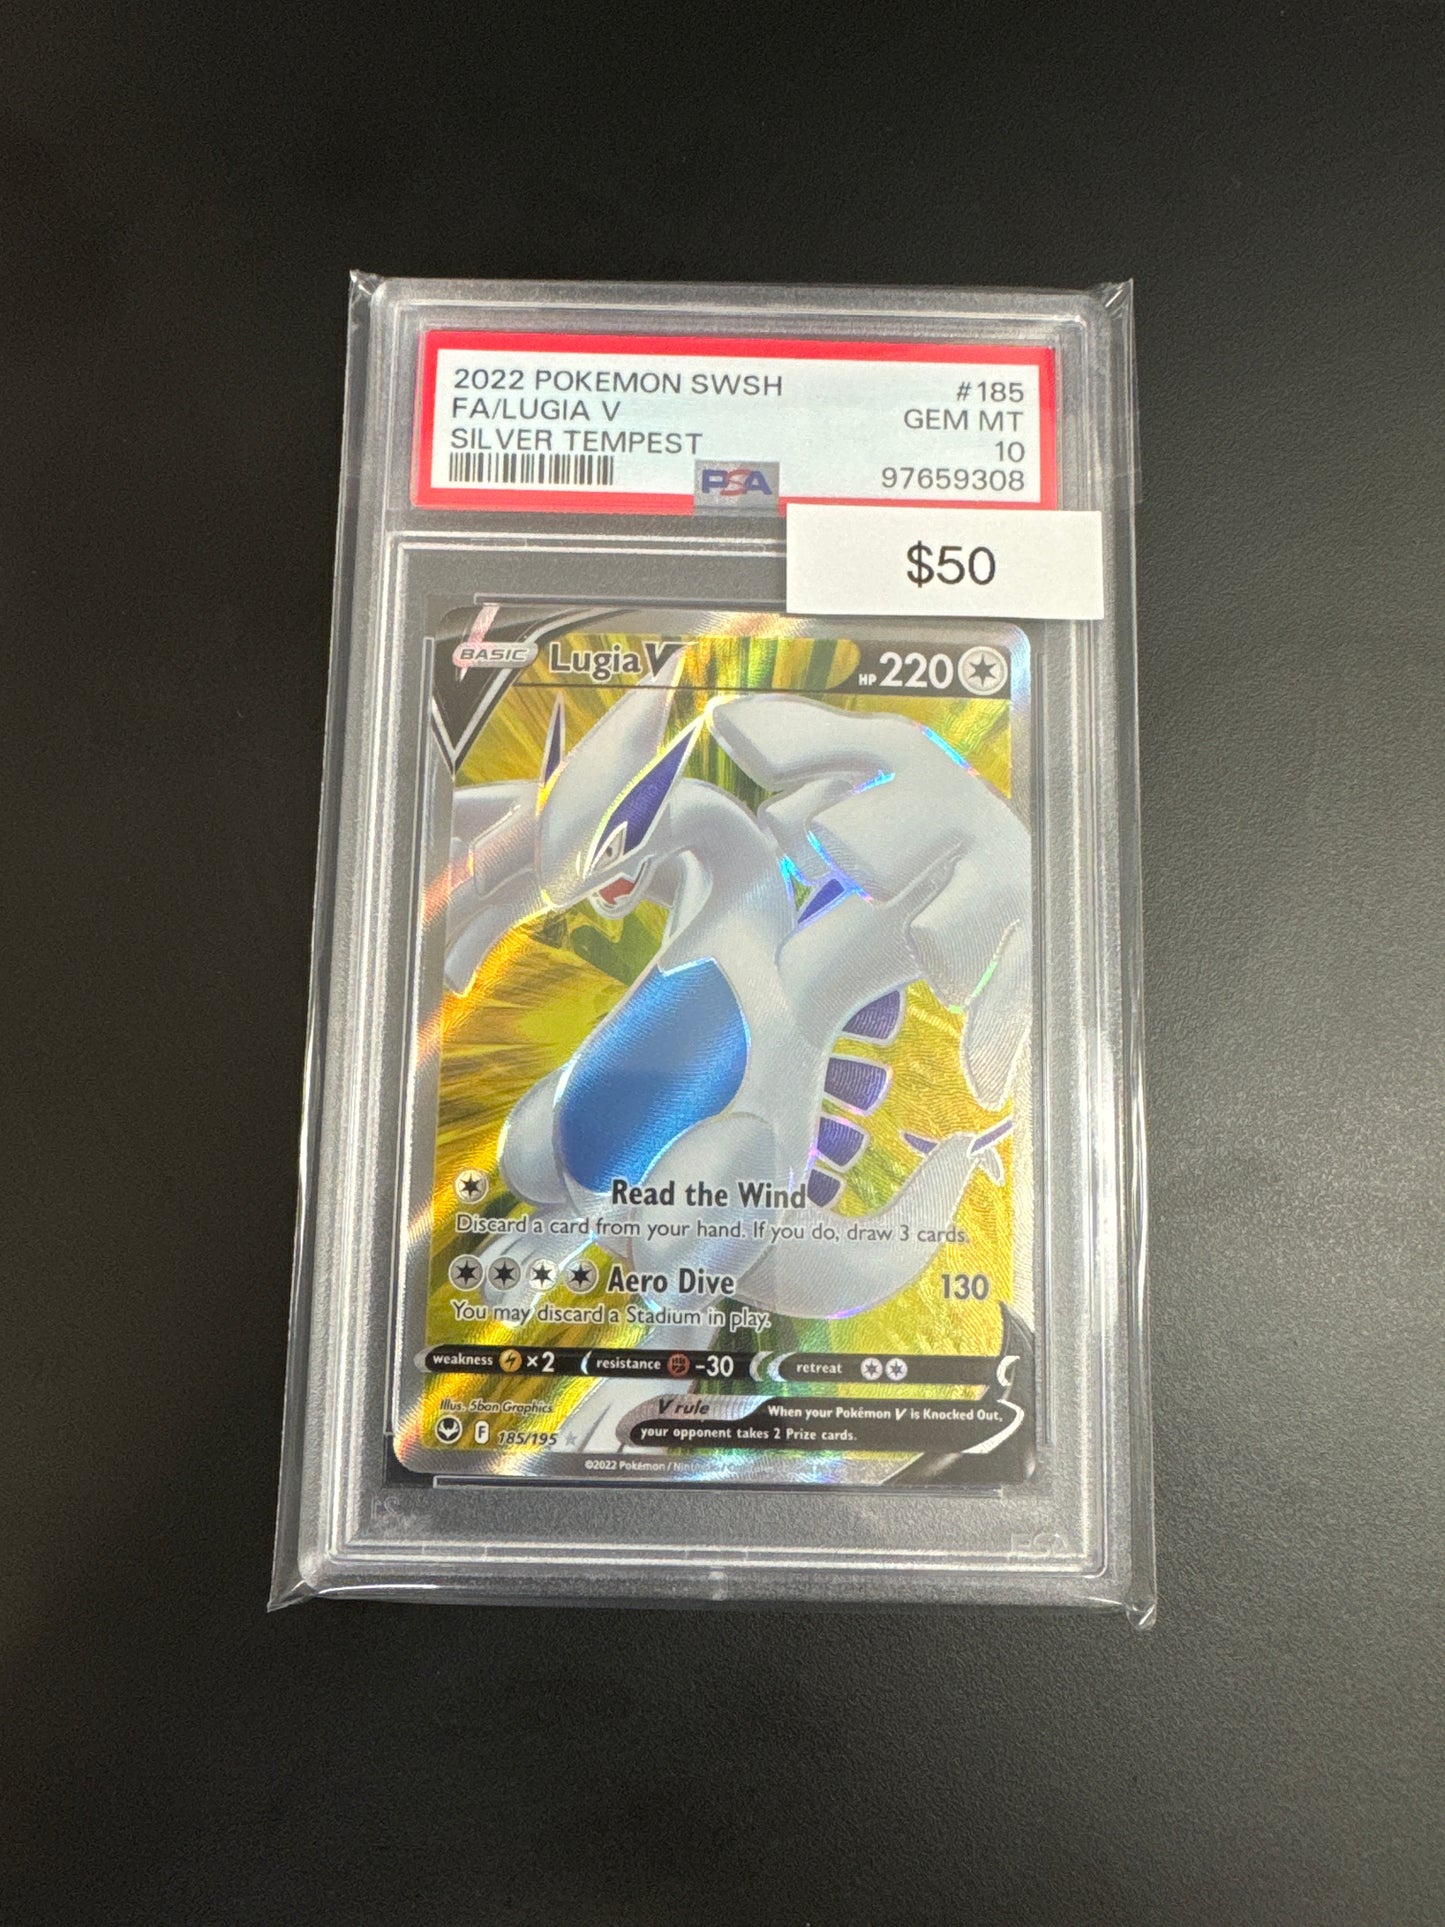 2022 POKEMON SWSH #185
FA/LUGIA V GEM MT
SILVER TEMPEST 10
PSA 97659308
$50
BASIC Lugia V HP 220
Read the Wind
Discard a card from your hand. If you do, draw 3 cards.
Aero Dive 130
You may discard a Stadium in play.
weakness ×2 resistance -30 retreat
Illus. 5ban Graphics
V rule When your Pokémon V is Knocked Out,
your opponent takes 2 Prize cards.
F 185/195
©2022 Pokémon / Nintendo /